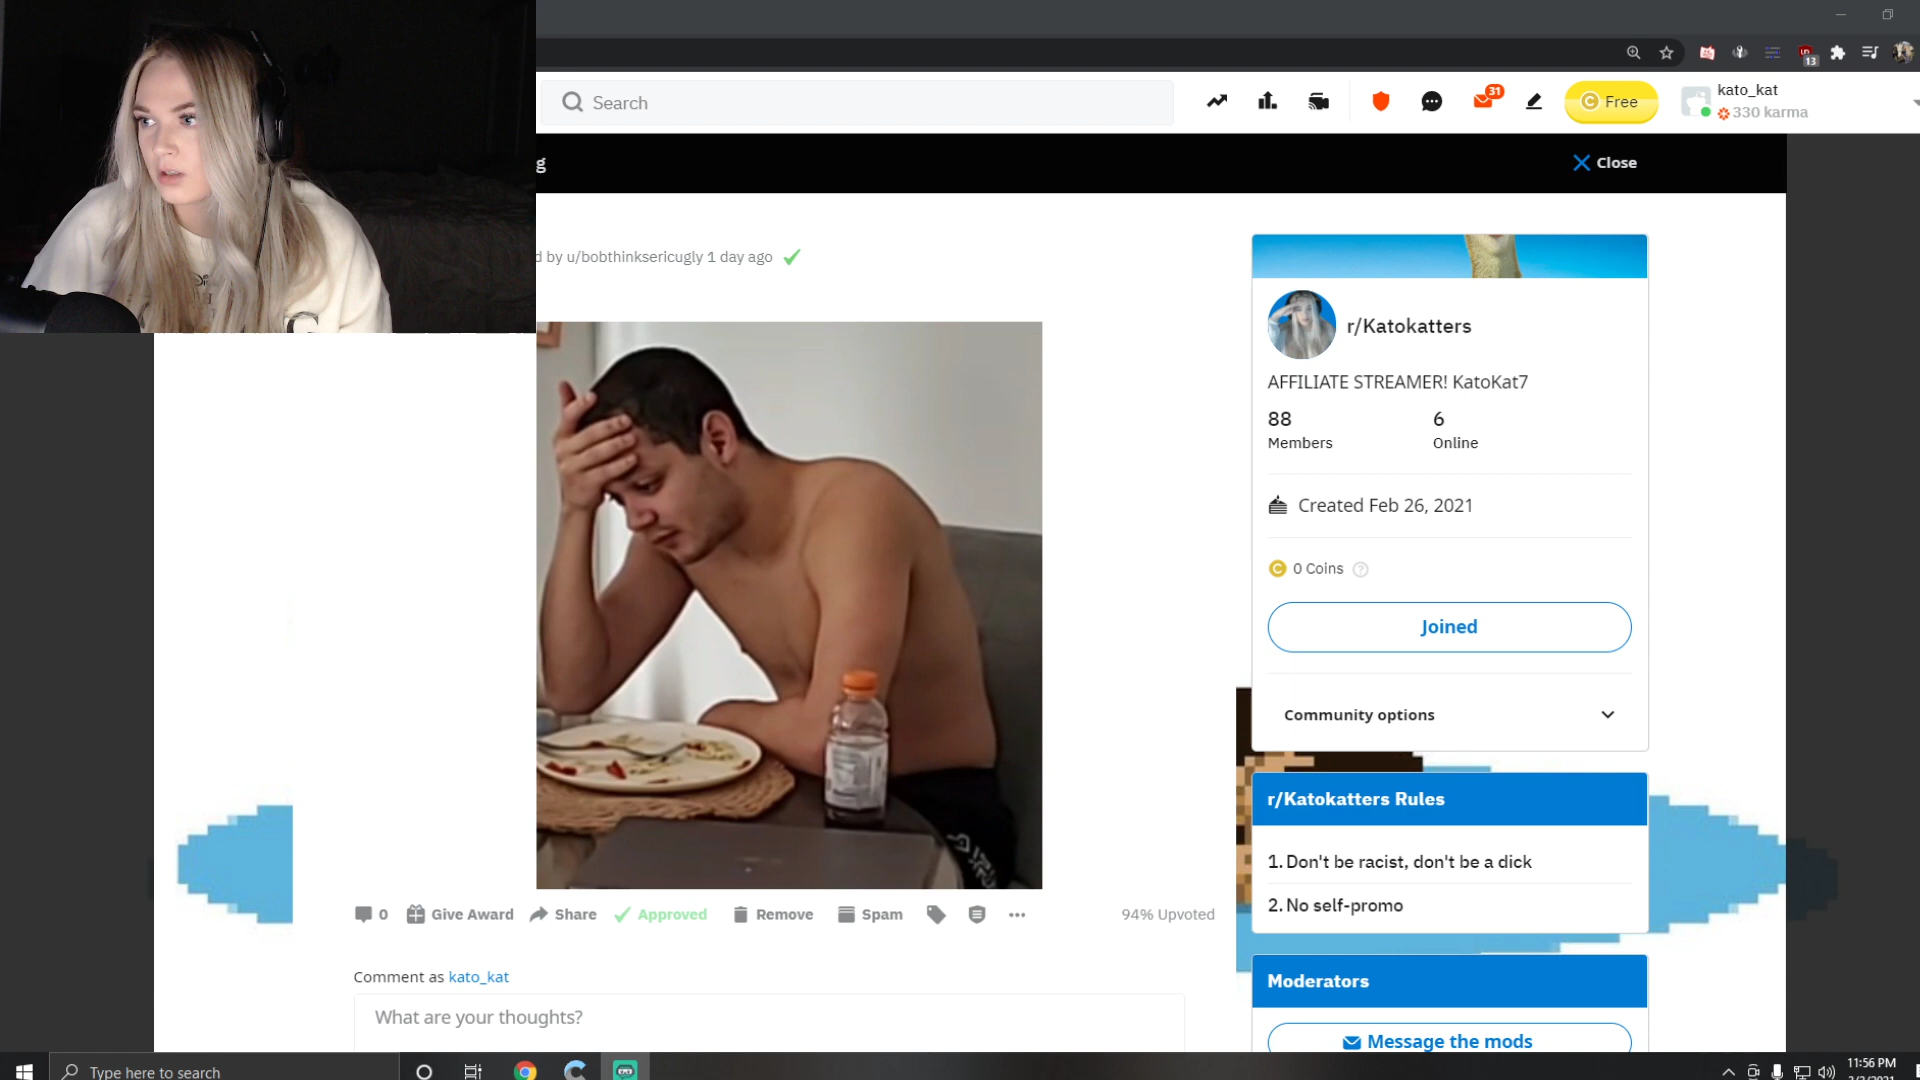 Search
31
Free
kato_kat
330 karma
13
g
Close
d by u/bobthinksericugly 1 day ago
r/Katokatters
AFFILIATE STREAMER! KatoKat7
88
Members
6
Online
Created Feb 26, 2021
0 Coins
Joined
Community options
r/Katokatters Rules
1. Don't be racist, don't be a dick
2. No self-promo
0 Give Award Share Approved Remove Spam 94% Upvoted
Comment as kato_kat
What are your thoughts?
Moderators
Message the mods
Type here to search
11:56 PM